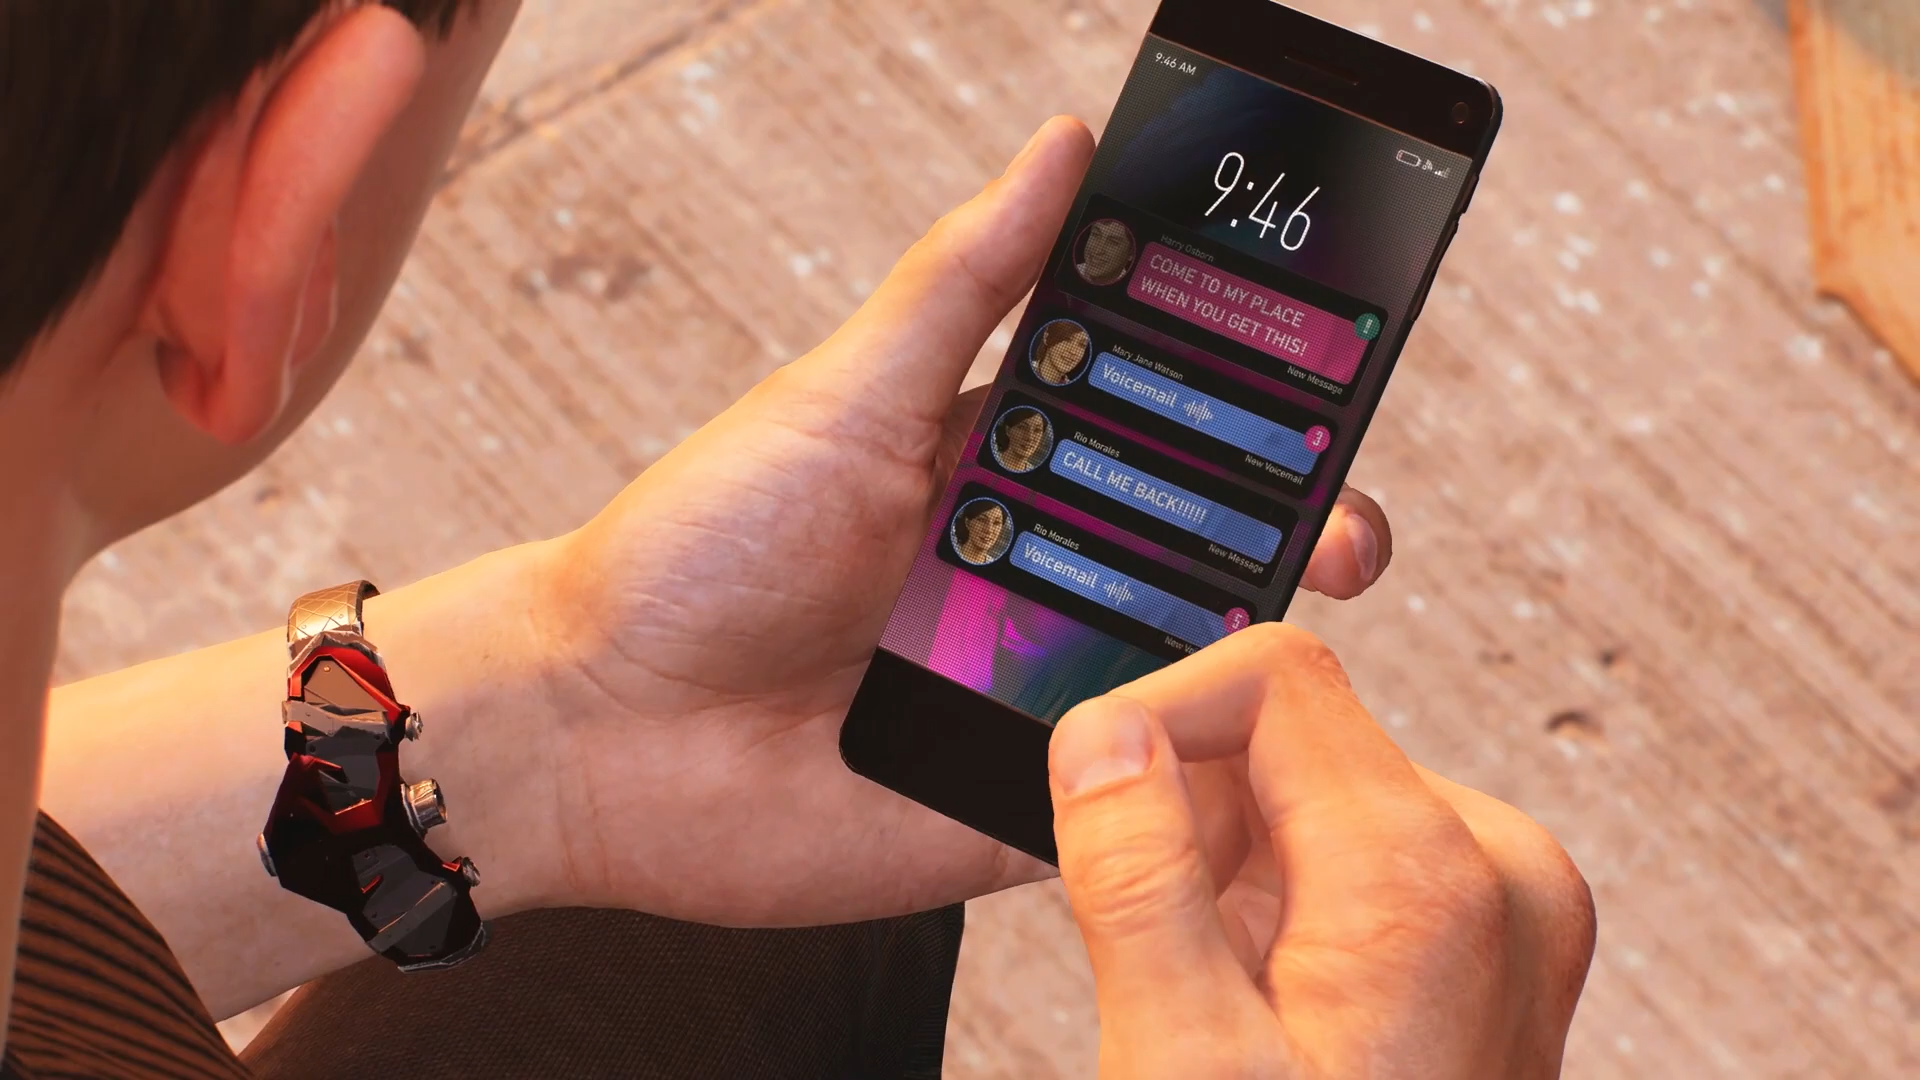 9:46 AM
9:46
Harry Osborn
COME TO MY PLACE
WHEN YOU GET THIS!
!
New Message
Mary Jane Watson
Voicemail
3
New Voicemail
Rio Morales
CALL ME BACK!!!!!
New Message
Rio Morales
Voicemail
5
New